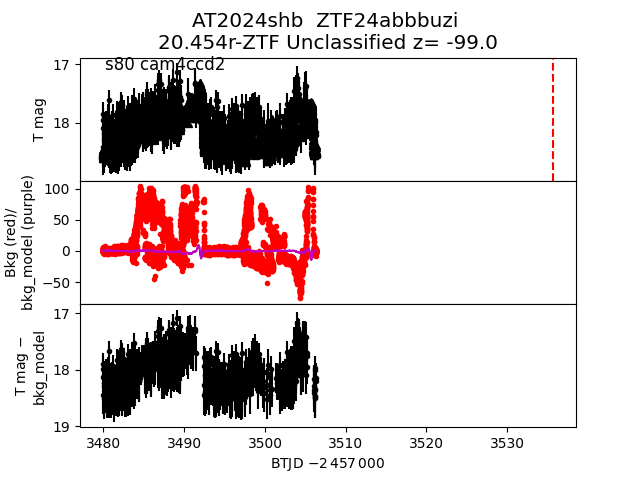 AT2024shb  ZTF24abbbuzi
20.454r-ZTF Unclassified z= -99.0
s80 cam4ccd2
17
18
T mag
100
50
0
−50
Bkg (red)/
bkg_model (purple)
17
18
19
T mag −
bkg_model
3480 3490 3500 3510 3520 3530
BTJD −2 457 000